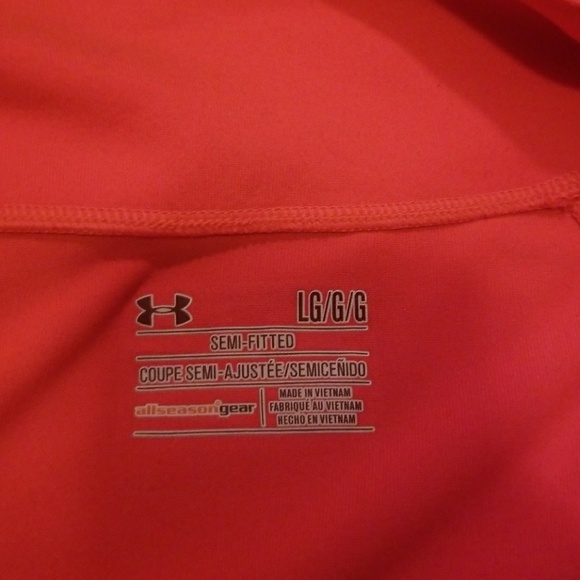 LG/G/G
SEMI-FITTED
COUPE SEMI-AJUSTÉE/SEMICEÑIDO
allseasongear
MADE IN VIETNAM
FABRIQUÉ AU VIETNAM
HECHO EN VIETNAM